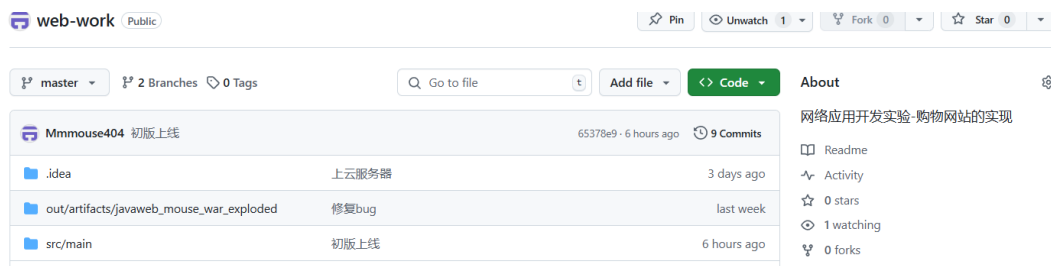 web-work Public
Pin
Unwatch 1
Fork 0
Star 0
master
2 Branches
0 Tags
Go to file
t
Add file
Code
Mmmouse404 初版上线
65378e9 · 6 hours ago
9 Commits
.idea
上云服务器
3 days ago
out/artifacts/javaweb_mouse_war_exploded
修复bug
last week
src/main
初版上线
6 hours ago
About
网络应用开发实验-购物网站的实现
Readme
Activity
0 stars
1 watching
0 forks